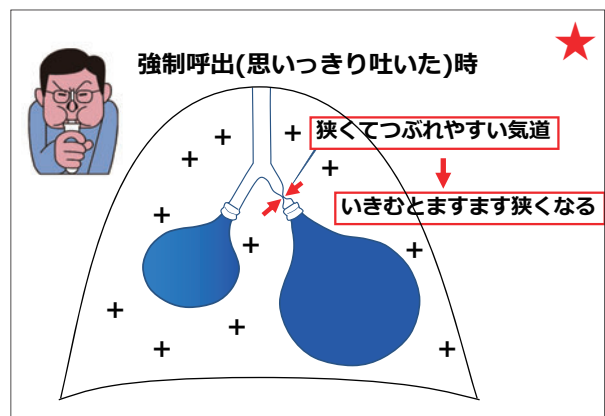 強制呼出(思いっきり吐いた)時
狭くてつぶれやすい気道
いきむとますます狭くなる